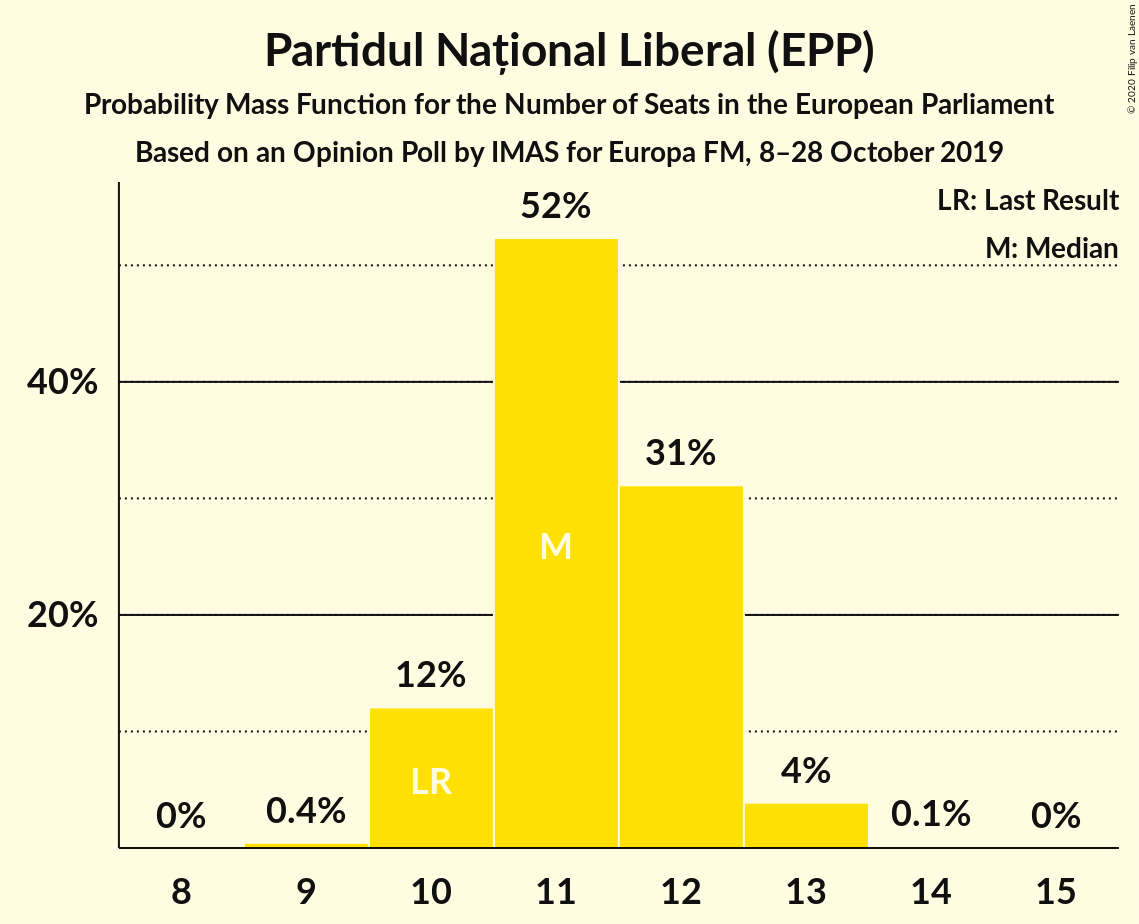 Partidul Național Liberal (EPP)
Probability Mass Function for the Number of Seats in the European Parliament
Based on an Opinion Poll by IMAS for Europa FM, 8–28 October 2019
© 2020 Filip van Laenen
LR: Last Result
M: Median
52%
40%
31%
M
20%
12%
LR
4%
0%
0.4%
0.1%
0%
8 9 10 11 12 13 14 15